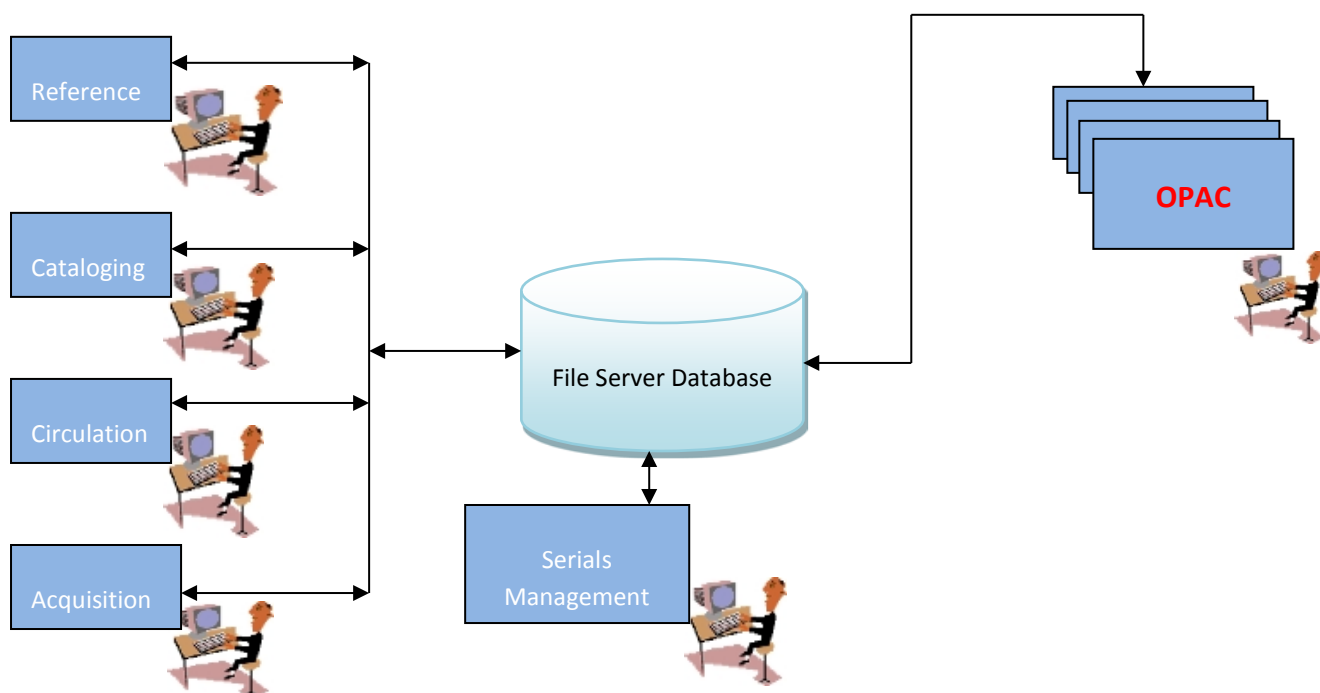 Reference
OPAC
Cataloging
File Server Database
Circulation
Serials
Management
Acquisition